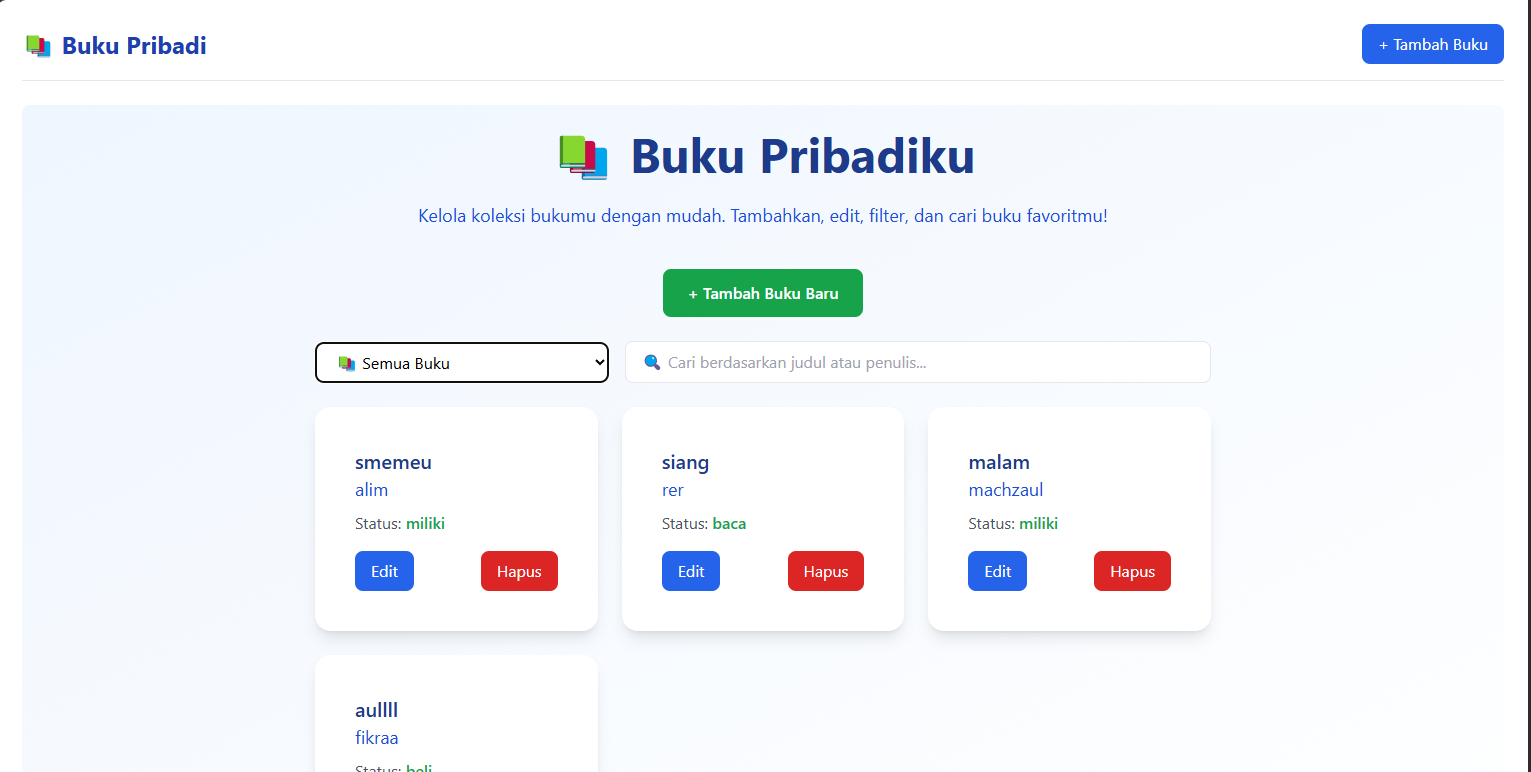 Buku Pribadi
+ Tambah Buku
Buku Pribadiku
Kelola koleksi bukumu dengan mudah. Tambahkan, edit, filter, dan cari buku favoritmu!
+ Tambah Buku Baru
Semua Buku
Cari berdasarkan judul atau penulis...
smemeu
alim
Status: miliki
Edit
Hapus
siang
rer
Status: baca
Edit
Hapus
malam
machzaul
Status: miliki
Edit
Hapus
aullll
fikraa
Status: beli